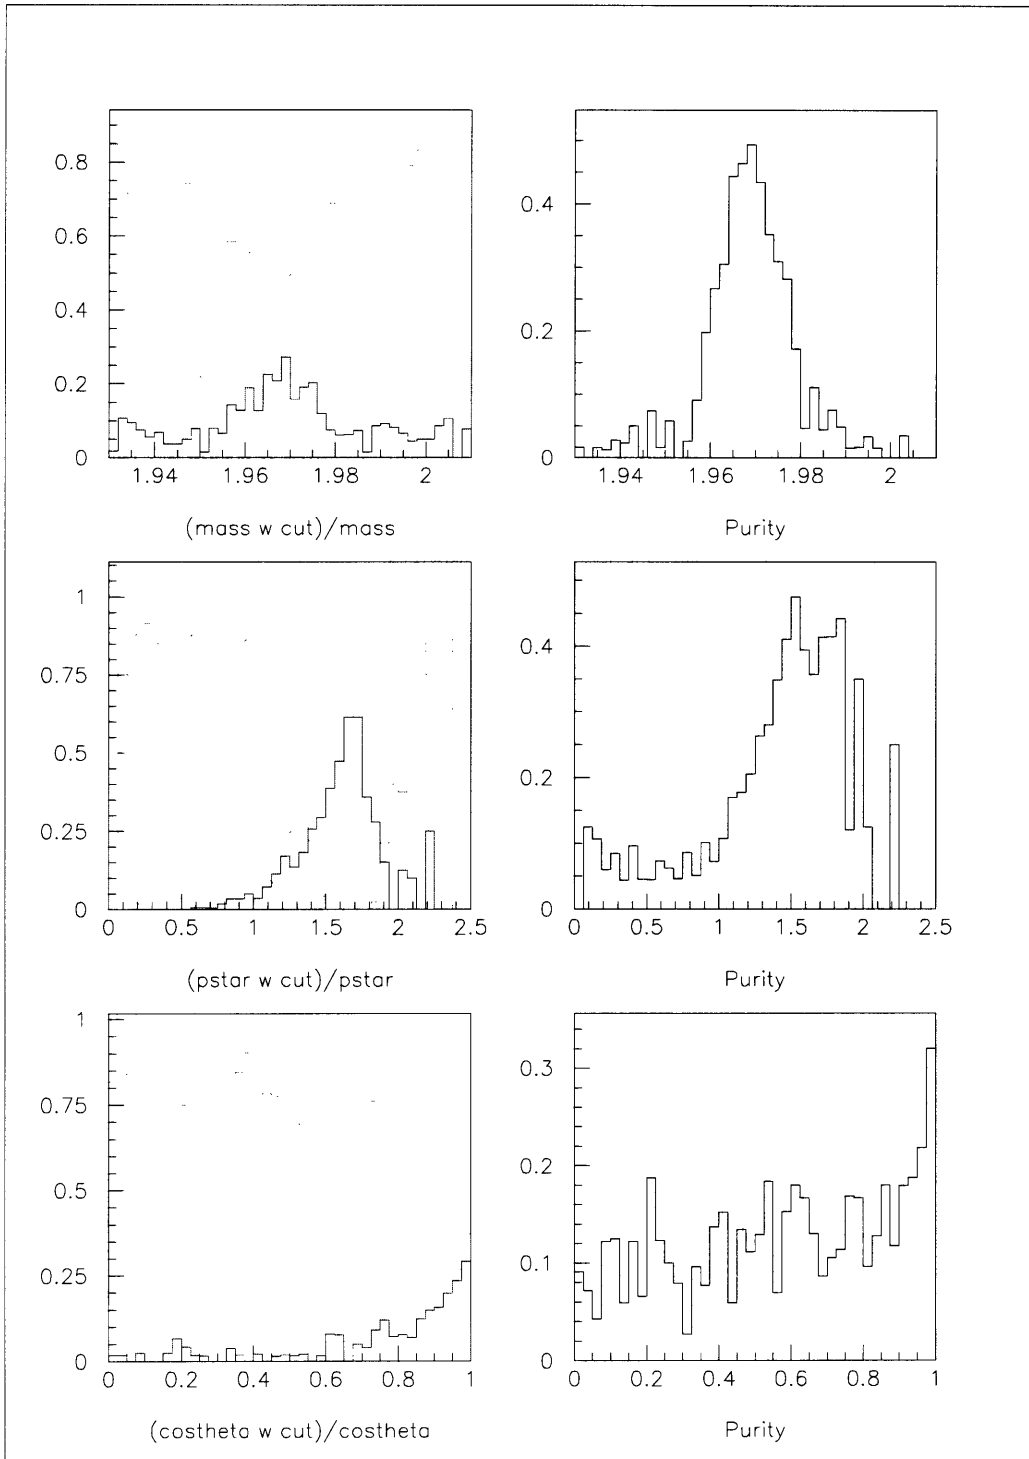 0.8
0.6
0.4
0.2
0
1.94 1.96 1.98 2
(mass w cut)/mass
0.4
0.2
0
1.94 1.96 1.98 2
Purity
1
0.75
0.5
0.25
0
0 0.5 1 1.5 2 2.5
(pstar w cut)/pstar
0.4
0.2
0
0 0.5 1 1.5 2 2.5
Purity
1
0.75
0.5
0.25
0
0 0.2 0.4 0.6 0.8 1
(costheta w cut)/costheta
0.3
0.2
0.1
0
0 0.2 0.4 0.6 0.8 1
Purity